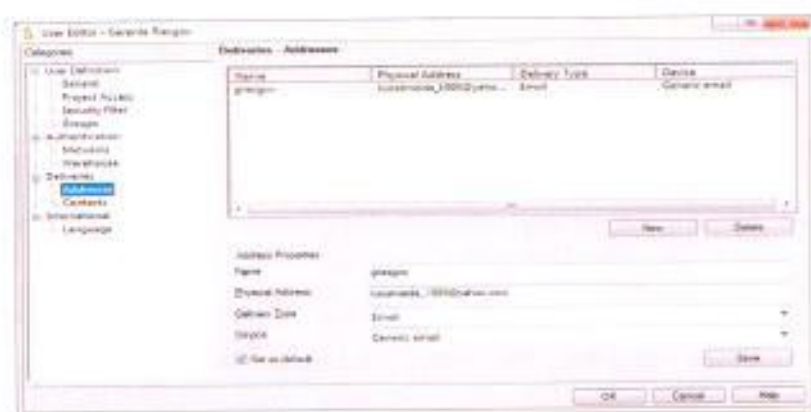 User Editor - Gerente Riesgos
Categories:
User Definition
General
Project Access
Security Filter
Groups
Authentication
Metadata
Warehouse
Deliveries
Addresses
Contacts
International
Language
Deliveries - Addresses
Name Physical Address Delivery Type Device
Email Generic email
New Delete
Address Properties
Name
Physical Address
Delivery Type Email
Device Generic email
Set as default Save
OK Cancel Help